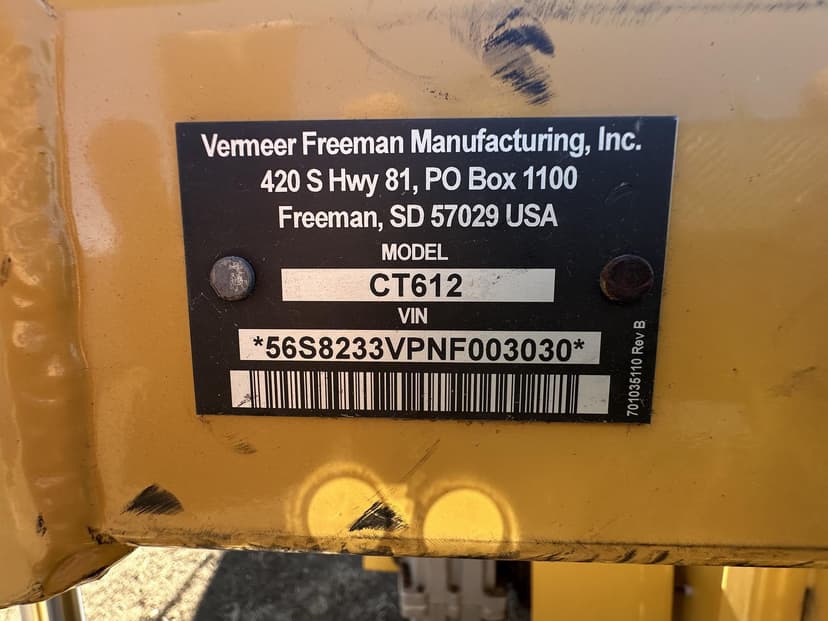 Vermeer Freeman Manufacturing, Inc.
420 S Hwy 81, PO Box 1100
Freeman, SD 57029 USA
MODEL
CT612
VIN
*56S8233VPNF003030*
701035110 Rev B